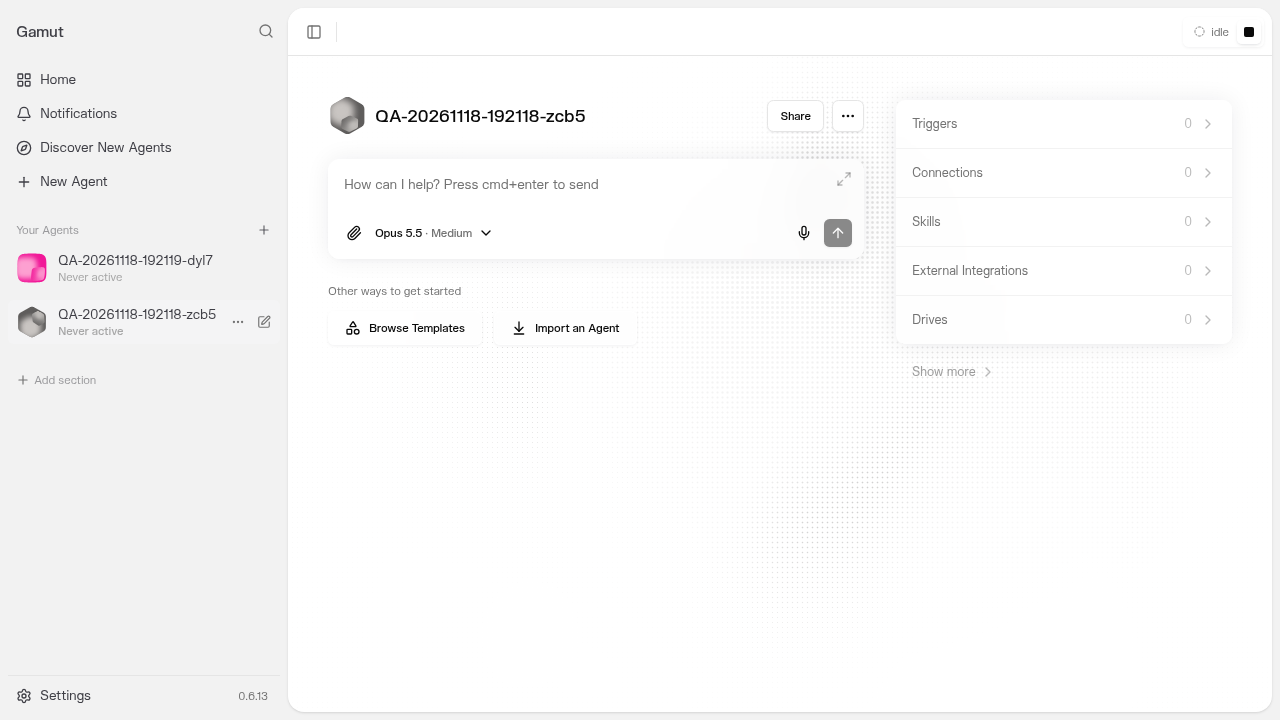 Gamut
Home
Notifications
Discover New Agents
New Agent
Your Agents
QA-20261118-192119-dyl7
Never active
QA-20261118-192118-zcb5
Never active
Add section
Settings
0.6.13
idle
QA-20261118-192118-zcb5
Share
How can I help? Press cmd+enter to send
Opus 5.5 · Medium
Other ways to get started
Browse Templates
Import an Agent
Triggers 0
Connections 0
Skills 0
External Integrations 0
Drives 0
Show more